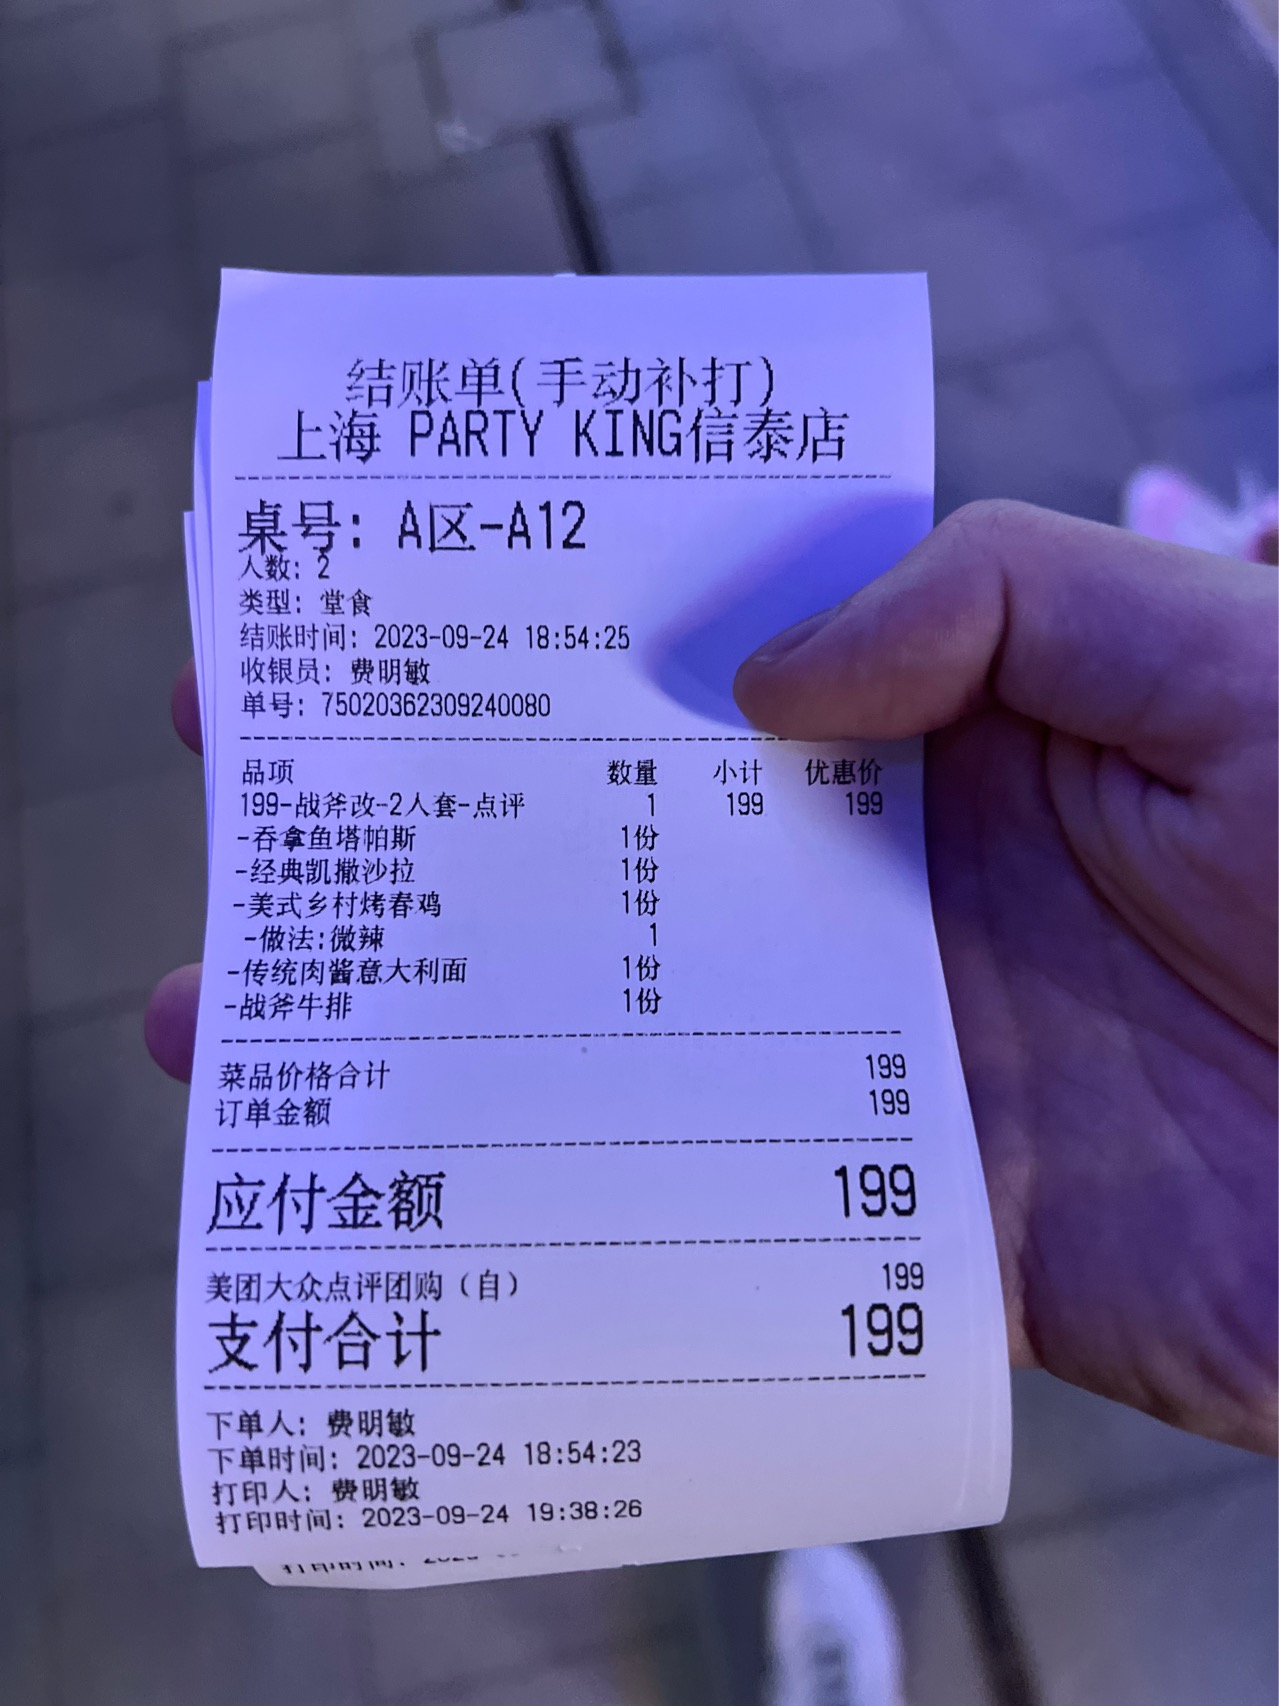 结账单(手动补打)
上海 PARTY KING信泰店
桌号: A区-A12
人数: 2
类型: 堂食
结账时间: 2023-09-24 18:54:25
收银员: 费明敏
单号: 75020362309240080
品项 数量 小计 优惠价
199-战斧改-2人套-点评 1 199 199
-吞拿鱼塔帕斯 1份
-经典凯撒沙拉 1份
-美式乡村烤春鸡 1份
-做法:微辣 1
-传统肉酱意大利面 1份
-战斧牛排 1份
菜品价格合计 199
订单金额 199
应付金额 199
美团大众点评团购（自） 199
支付合计 199
下单人: 费明敏
下单时间: 2023-09-24 18:54:23
打印人: 费明敏
打印时间: 2023-09-24 19:38:26
打印时间: